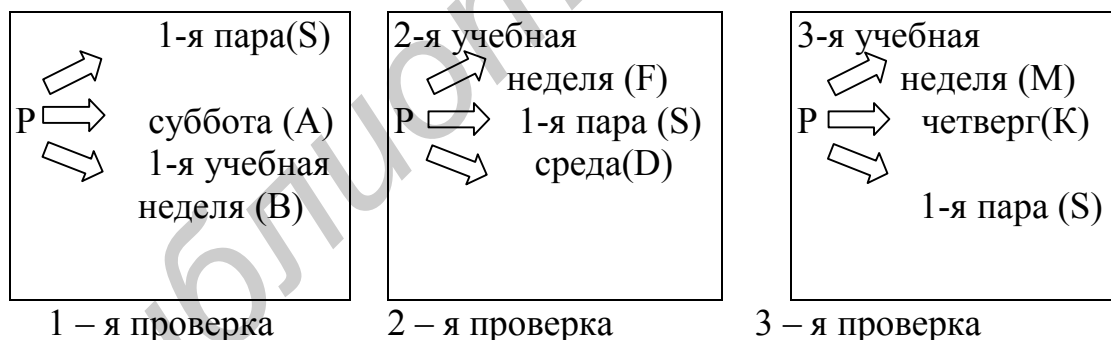 1-я пара(S)
P
суббота (A)
1-я учебная
неделя (B)
2-я учебная
неделя (F)
P
1-я пара (S)
среда(D)
3-я учебная
неделя (M)
P
четверг(К)
1-я пара (S)
1 – я проверка
2 – я проверка
3 – я проверка